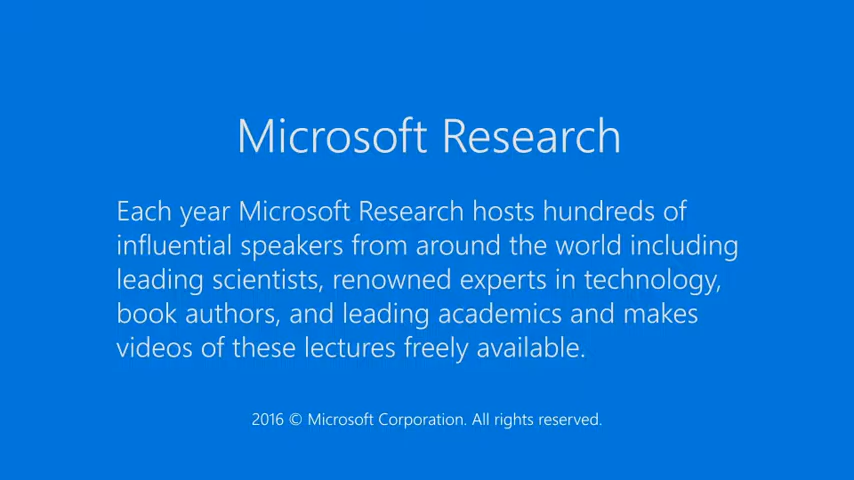 Microsoft Research
Each year Microsoft Research hosts hundreds of
influential speakers from around the world including
leading scientists, renowned experts in technology,
book authors, and leading academics and makes
videos of these lectures freely available.
2016 © Microsoft Corporation. All rights reserved.